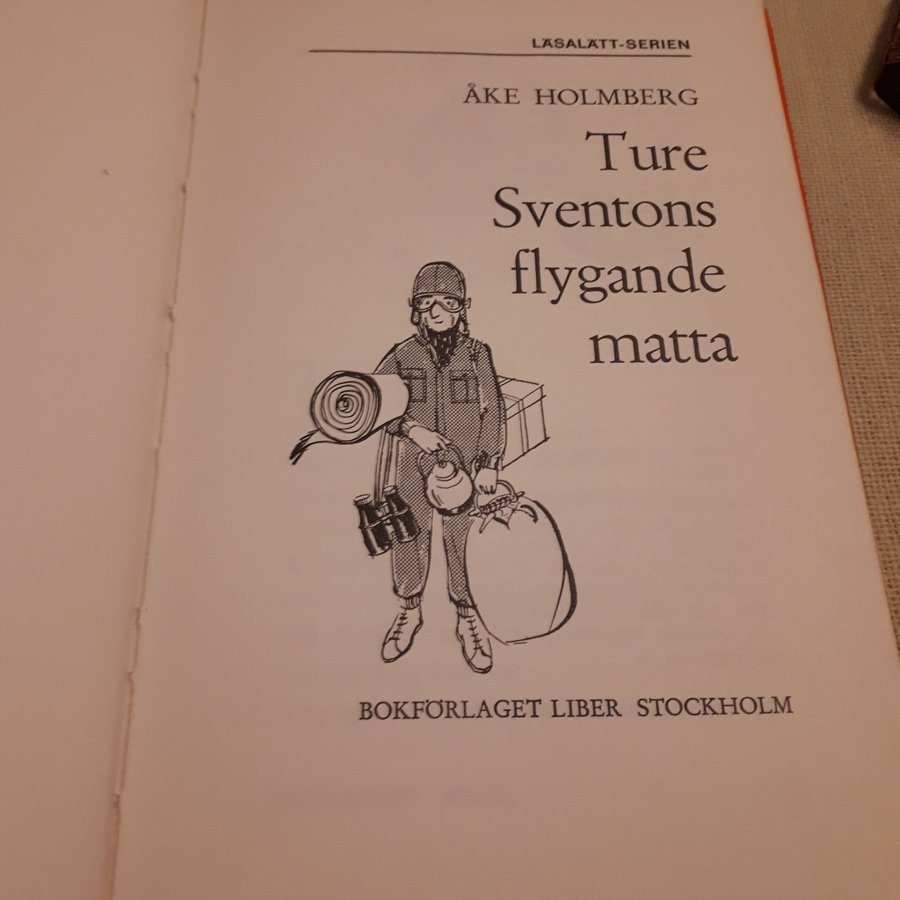 LÄSALÄTT-SERIEN
ÅKE HOLMBERG
Ture
Sventons
flygande
matta
BOKFÖRLAGET LIBER STOCKHOLM